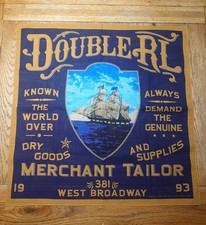 DOUBLE RL
KNOWN THE WORLD OVER
ALWAYS DEMAND THE GENUINE
DRY GOODS
AND SUPPLIES
MERCHANT TAILOR
19 381 93
WEST BROADWAY